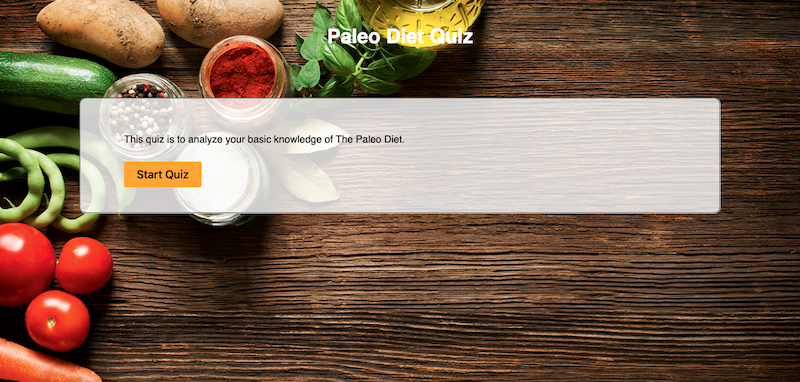 Paleo Diet Quiz
This quiz is to analyze your basic knowledge of The Paleo Diet.
Start Quiz